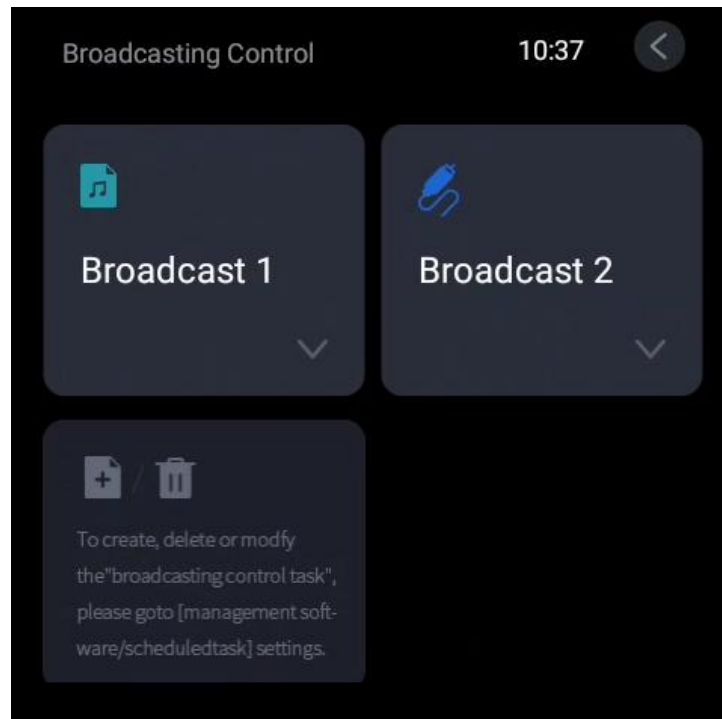 Broadcasting Control
10:37
Broadcast 1
Broadcast 2
To create, delete or modfy
the"broadcasting control task",
please goto [management soft-
ware/scheduledtask] settings.